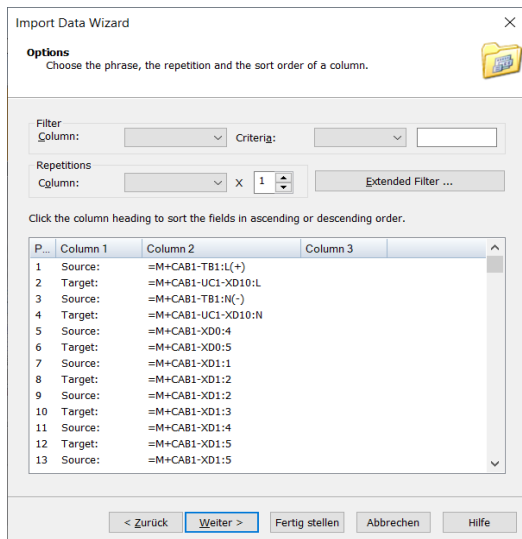 Import Data Wizard
Options
Choose the phrase, the repetition and the sort order of a column.
Filter
Column: Criteria:
Repetitions
Column: X 1 Extended Filter ...
Click the column heading to sort the fields in ascending or descending order.
P... Column 1 Column 2 Column 3
1 Source: =M+CAB1-TB1:L(+)
2 Target: =M+CAB1-UC1-XD10:L
3 Source: =M+CAB1-TB1:N(-)
4 Target: =M+CAB1-UC1-XD10:N
5 Source: =M+CAB1-XD0:4
6 Target: =M+CAB1-XD0:5
7 Source: =M+CAB1-XD1:1
8 Target: =M+CAB1-XD1:2
9 Source: =M+CAB1-XD1:2
10 Target: =M+CAB1-XD1:3
11 Source: =M+CAB1-XD1:4
12 Target: =M+CAB1-XD1:5
13 Source: =M+CAB1-XD1:5
< Zurück Weiter > Fertig stellen Abbrechen Hilfe